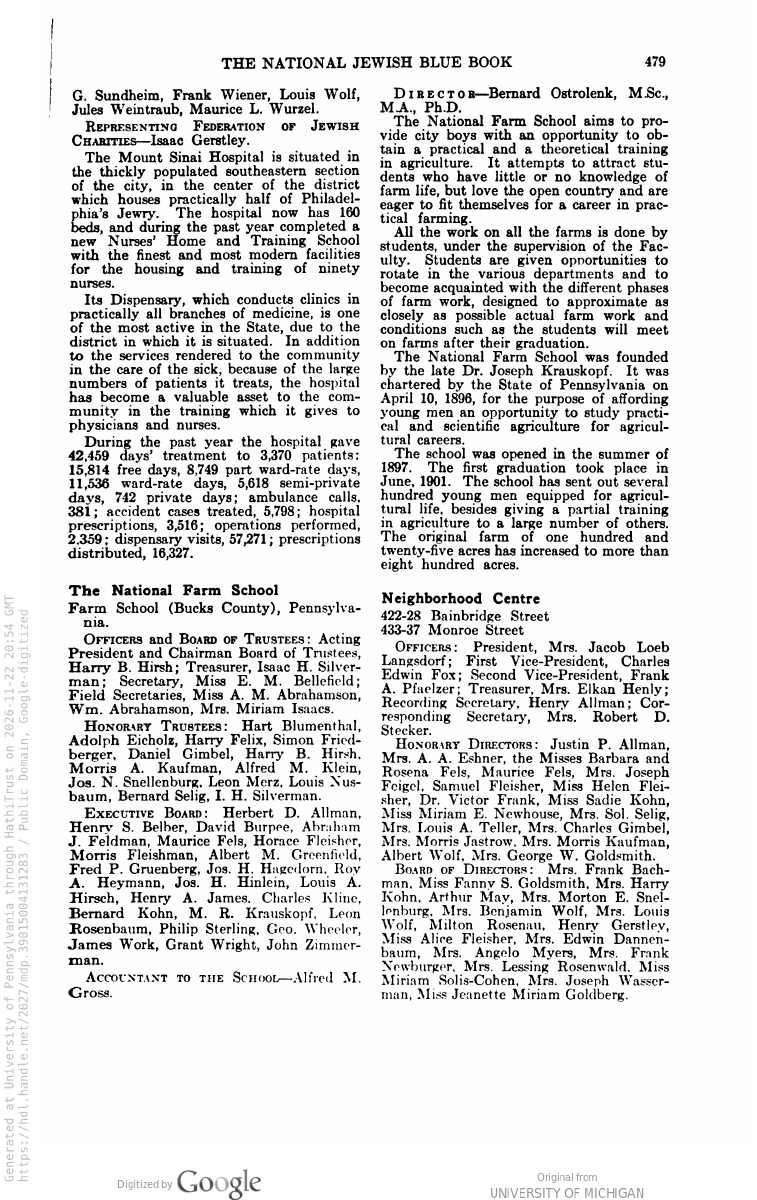 THE NATIONAL JEWISH BLUE BOOK 479
G. Sundheim, Frank Wiener, Louis Wolf,
Jules Weintraub, Maurice L. Wurzel.
REPRESENTING FEDERATION OF JEWISH
CHARITIES—Isaac Gerstley.
The Mount Sinai Hospital is situated in
the thickly populated southeastern section
of the city, in the center of the district
which houses practically half of Philadel-
phia's Jewry. The hospital now has 160
beds, and during the past year completed a
new Nurses' Home and Training School
with the finest and most modern facilities
for the housing and training of ninety
nurses.
Its Dispensary, which conducts clinics in
practically all branches of medicine, is one
of the most active in the State, due to the
district in which it is situated. In addition
to the services rendered to the community
in the care of the sick, because of the large
numbers of patients it treats, the hospital
has become a valuable asset to the com-
munity in the training which it gives to
physicians and nurses.
During the past year the hospital gave
42,459 days' treatment to 3,370 patients:
15,814 free days, 8,749 part ward-rate days,
11,536 ward-rate days, 5,618 semi-private
days, 742 private days; ambulance calls,
381; accident cases treated, 5,798; hospital
prescriptions, 3,516; operations performed,
2,359; dispensary visits, 57,271; prescriptions
distributed, 16,327.
The National Farm School
Farm School (Bucks County), Pennsylva-
nia.
OFFICERS and BOARD OF TRUSTEES: Acting
President and Chairman Board of Trustees,
Harry B. Hirsh; Treasurer, Isaac H. Silver-
man; Secretary, Miss E. M. Bellefield;
Field Secretaries, Miss A. M. Abrahamson,
Wm. Abrahamson, Mrs. Miriam Isaacs.
HONORARY TRUSTEES: Hart Blumenthal,
Adolph Eicholz, Harry Felix, Simon Fried-
berger, Daniel Gimbel, Harry B. Hirsh,
Morris A. Kaufman, Alfred M. Klein,
Jos. N. Snellenburg, Leon Merz, Louis Nus-
baum, Bernard Selig, I. H. Silverman.
EXECUTIVE BOARD: Herbert D. Allman,
Henry S. Belber, David Burpee, Abraham
J. Feldman, Maurice Fels, Horace Fleisher,
Morris Fleishman, Albert M. Greenfield,
Fred P. Gruenberg, Jos. H. Hagedorn, Roy
A. Heymann, Jos. H. Hinlein, Louis A.
Hirsch, Henry A. James, Charles Kline,
Bernard Kohn, M. R. Krauskopf, Leon
Rosenbaum, Philip Sterling, Geo. Wheeler,
James Work, Grant Wright, John Zimmer-
man.
ACCOUNTANT TO THE SCHOOL—Alfred M.
Gross.
DIRECTOR—Bernard Ostrolenk, M.Sc.,
M.A., Ph.D.
The National Farm School aims to pro-
vide city boys with an opportunity to ob-
tain a practical and a theoretical training
in agriculture. It attempts to attract stu-
dents who have little or no knowledge of
farm life, but love the open country and are
eager to fit themselves for a career in prac-
tical farming.
All the work on all the farms is done by
students, under the supervision of the Fac-
ulty. Students are given opportunities to
rotate in the various departments and to
become acquainted with the different phases
of farm work, designed to approximate as
closely as possible actual farm work and
conditions such as the students will meet
on farms after their graduation.
The National Farm School was founded
by the late Dr. Joseph Krauskopf. It was
chartered by the State of Pennsylvania on
April 10, 1896, for the purpose of affording
young men an opportunity to study practi-
cal and scientific agriculture for agricul-
tural careers.
The school was opened in the summer of
1897. The first graduation took place in
June, 1901. The school has sent out several
hundred young men equipped for agricul-
tural life, besides giving a partial training
in agriculture to a large number of others.
The original farm of one hundred and
twenty-five acres has increased to more than
eight hundred acres.
Neighborhood Centre
422-28 Bainbridge Street
433-37 Monroe Street
OFFICERS: President, Mrs. Jacob Loeb
Langsdorf; First Vice-President, Charles
Edwin Fox; Second Vice-President, Frank
A. Pfaelzer; Treasurer, Mrs. Elkan Henly;
Recording Secretary, Henry Allman; Cor-
responding Secretary, Mrs. Robert D.
Stecker.
HONORARY DIRECTORS: Justin P. Allman,
Mrs. A. A. Eshner, the Misses Barbara and
Rosena Fels, Maurice Fels, Mrs. Joseph
Feigel, Samuel Fleisher, Miss Helen Flei-
sher, Dr. Victor Frank, Miss Sadie Kohn,
Miss Miriam E. Newhouse, Mrs. Sol. Selig,
Mrs. Louis A. Teller, Mrs. Charles Gimbel,
Mrs. Morris Jastrow, Mrs. Morris Kaufman,
Albert Wolf, Mrs. George W. Goldsmith.
BOARD OF DIRECTORS: Mrs. Frank Bach-
man, Miss Fanny S. Goldsmith, Mrs. Harry
Kohn, Arthur May, Mrs. Morton E. Snel-
lenburg, Mrs. Benjamin Wolf, Mrs. Louis
Wolf, Milton Rosenau, Henry Gerstley,
Miss Alice Fleisher, Mrs. Edwin Dannen-
baum, Mrs. Angelo Myers, Mrs. Frank
Newburger, Mrs. Lessing Rosenwald, Miss
Miriam Solis-Cohen, Mrs. Joseph Wasser-
man, Miss Jeanette Miriam Goldberg.
Generated at University of Pennsylvania through HathiTrust on 2026-11-22 20:54 GMT
https://hdl.handle.net/2027/mdp.39015004131283 / Public Domain, Google-digitized
Digitized by Google
Original from
UNIVERSITY OF MICHIGAN